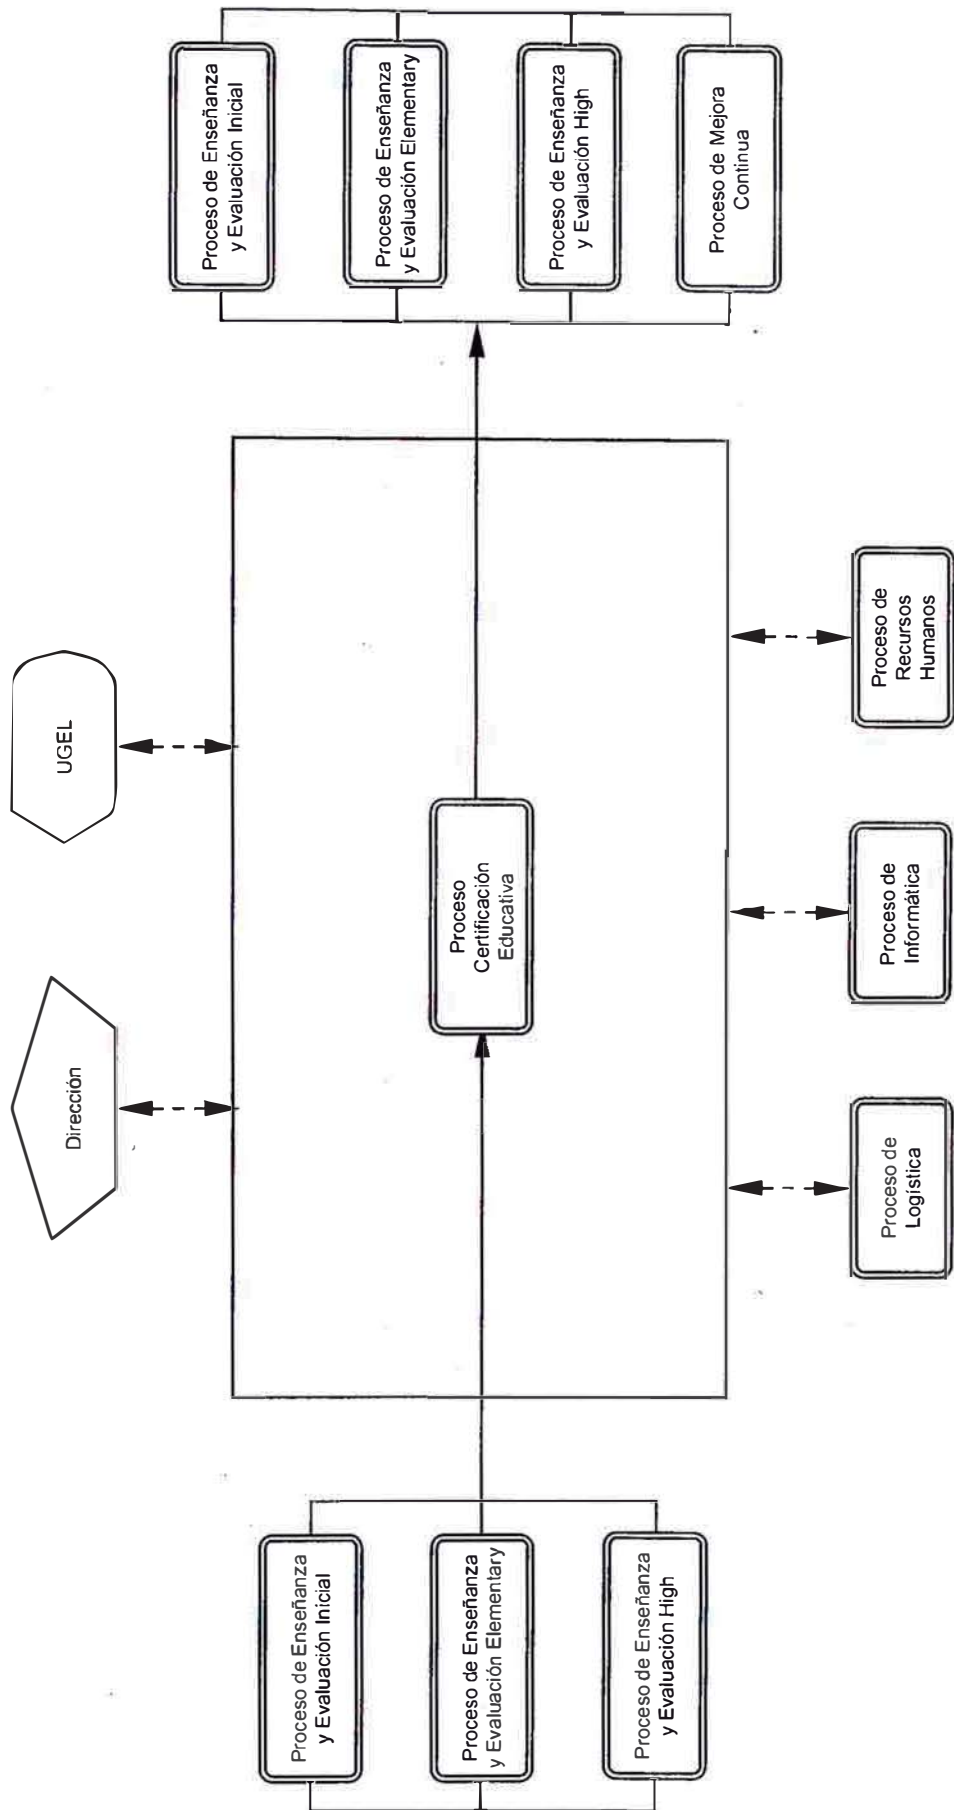 Dirección
UGEL
Proceso de Enseñanza
y Evaluación Inicial
Proceso de Enseñanza
y Evaluación Elementary
Proceso de Enseñanza
y Evaluación High
Proceso
Certificación
Educativa
Proceso de Enseñanza
y Evaluación Inicial
Proceso de Enseñanza
y Evaluación Elementary
Proceso de Enseñanza
y Evaluación High
Proceso de Mejora
Continua
Proceso de
Logística
Proceso de
Informática
Proceso de
Recursos
Humanos